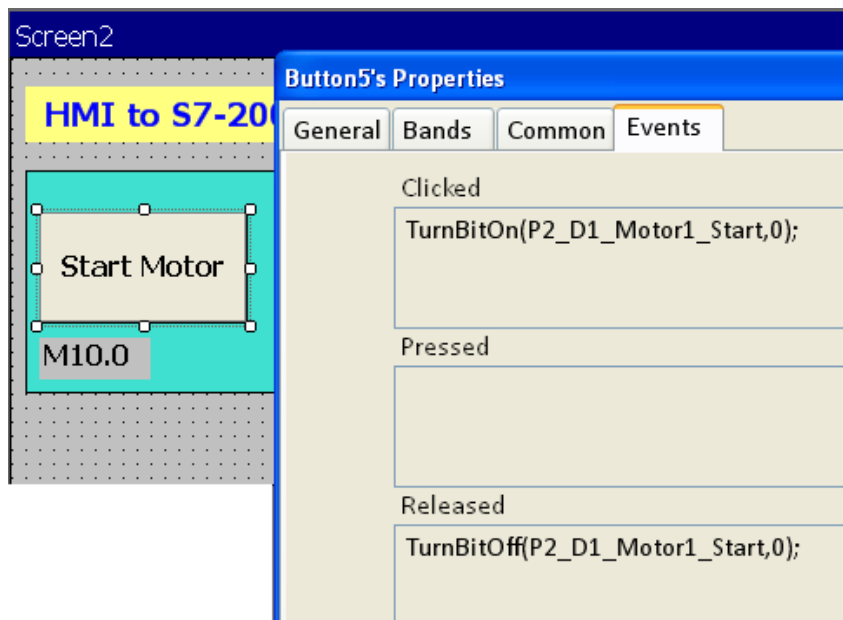 Screen2
HMI to S7-200
Start Motor
M10.0
Button5's Properties
General Bands Common Events
Clicked
TurnBitOn(P2_D1_Motor1_Start,0);
Pressed
Released
TurnBitOff(P2_D1_Motor1_Start,0);